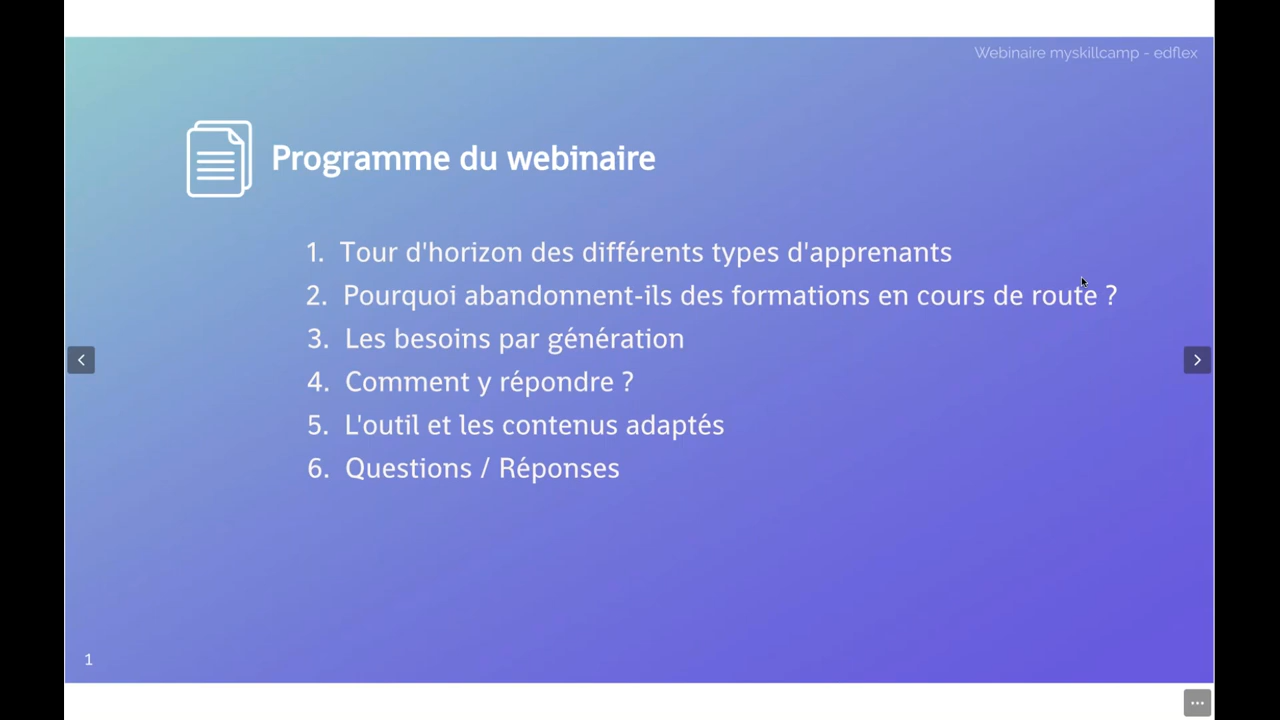 Webinaire myskillcamp - edflex
Programme du webinaire
1. Tour d'horizon des différents types d'apprenants
2. Pourquoi abandonnent-ils des formations en cours de route ?
3. Les besoins par génération
4. Comment y répondre ?
5. L'outil et les contenus adaptés
6. Questions / Réponses
1